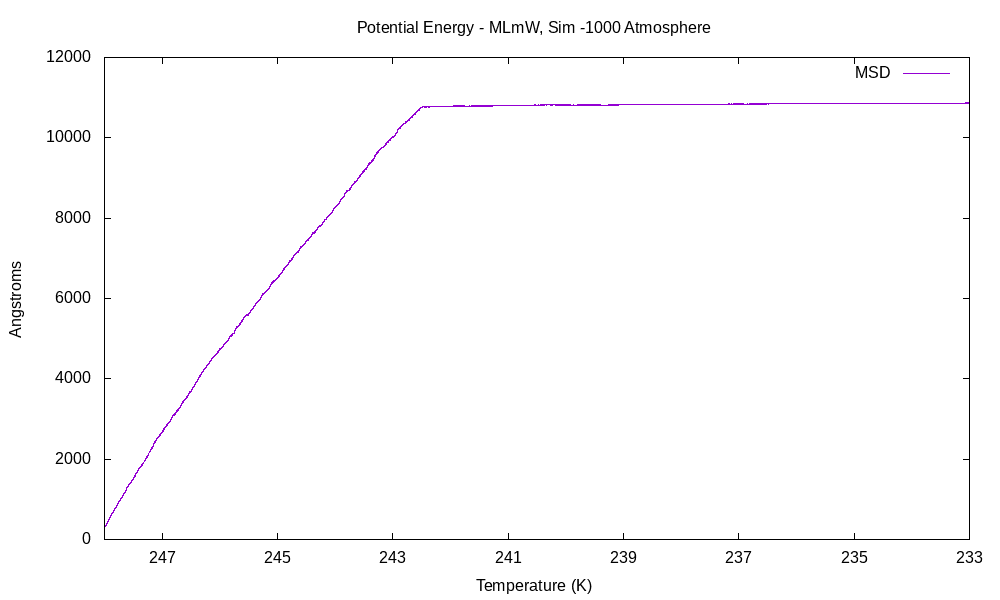 Potential Energy - MLmW, Sim -1000 Atmosphere
12000
MSD
10000
8000
6000
4000
2000
0
Angstroms
247 245 243 241 239 237 235 233
Temperature (K)